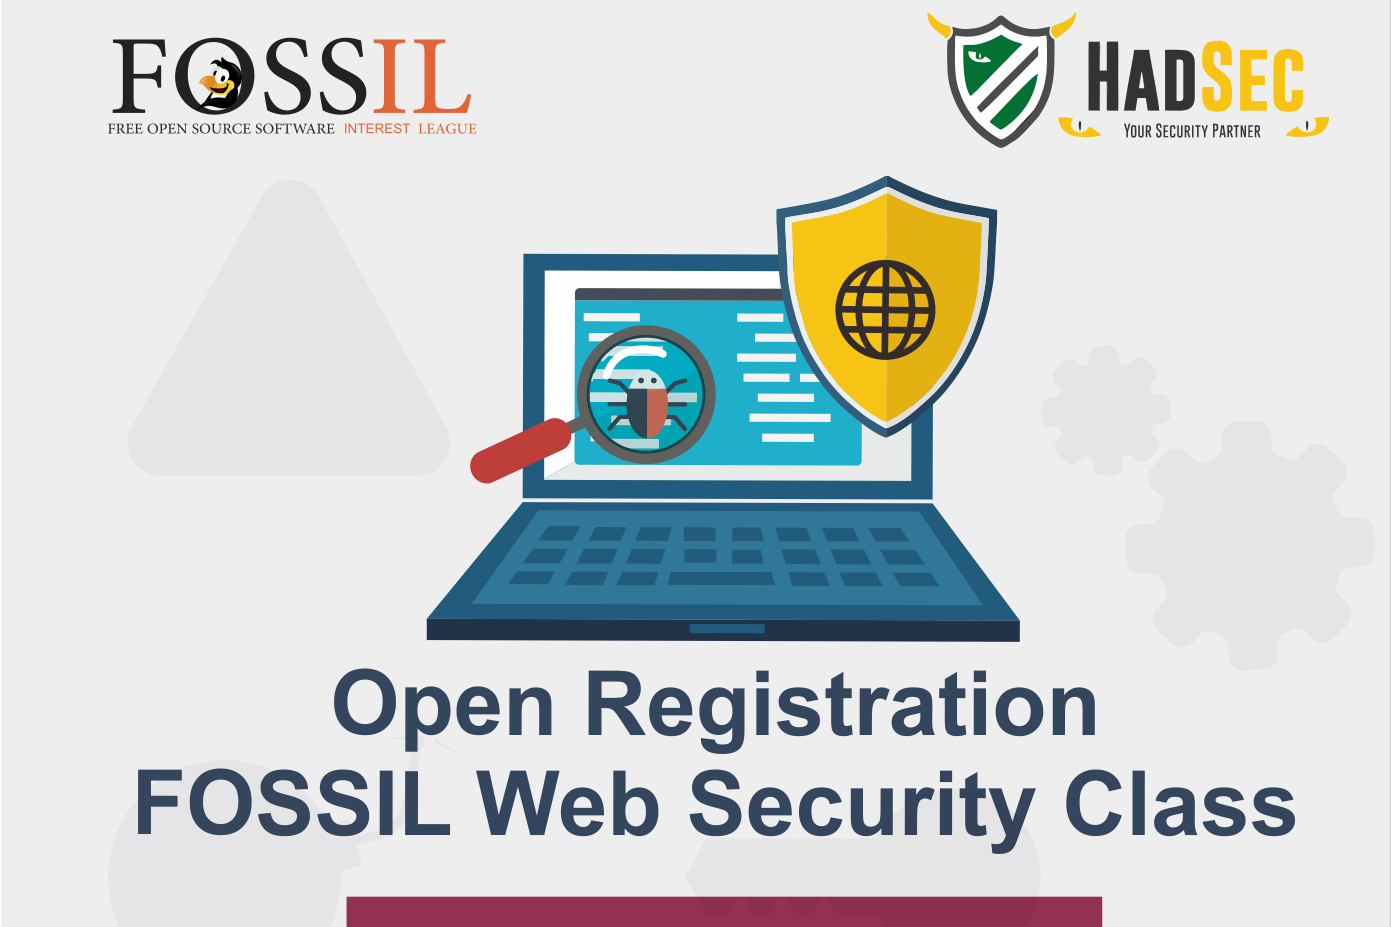 FOSSIL
FREE OPEN SOURCE SOFTWARE INTEREST LEAGUE
HADSEC
YOUR SECURITY PARTNER
Open Registration
FOSSIL Web Security Class